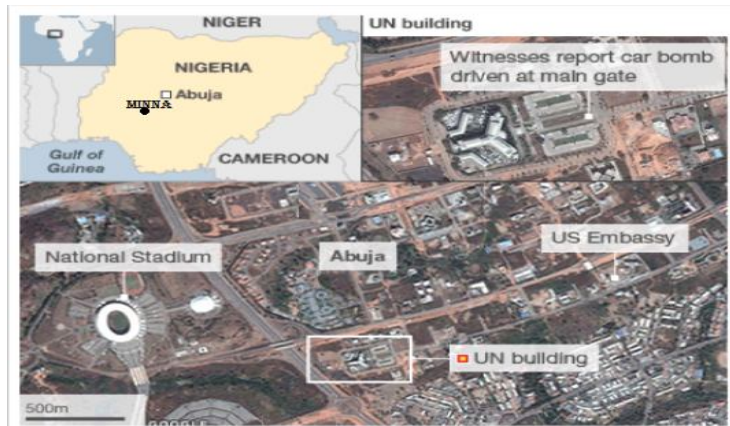 NIGER
NIGERIA
Abuja
MINNA
Gulf of
Guinea
CAMEROON
UN building
Witnesses report car bomb
driven at main gate
National Stadium
Abuja
US Embassy
UN building
500m
GOOGLE